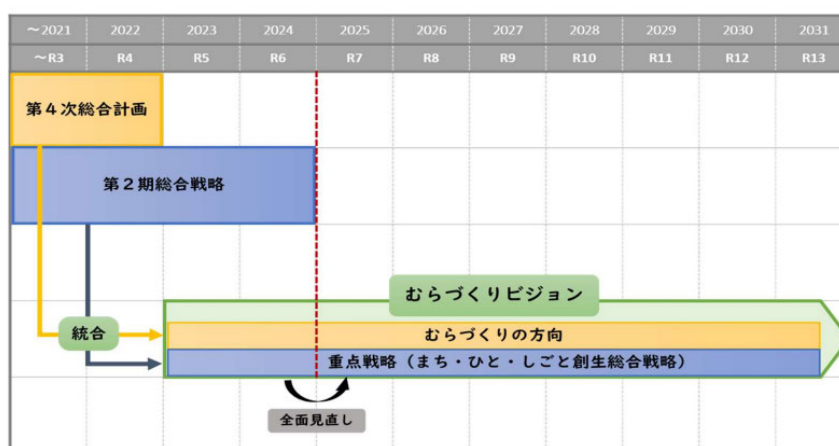 ～2021 2022 2023 2024 2025 2026 2027 2028 2029 2030 2031
～R3 R4 R5 R6 R7 R8 R9 R10 R11 R12 R13
第４次総合計画
第２期総合戦略
むらづくりビジョン
統合
むらづくりの方向
重点戦略（まち・ひと・しごと創生総合戦略）
全面見直し